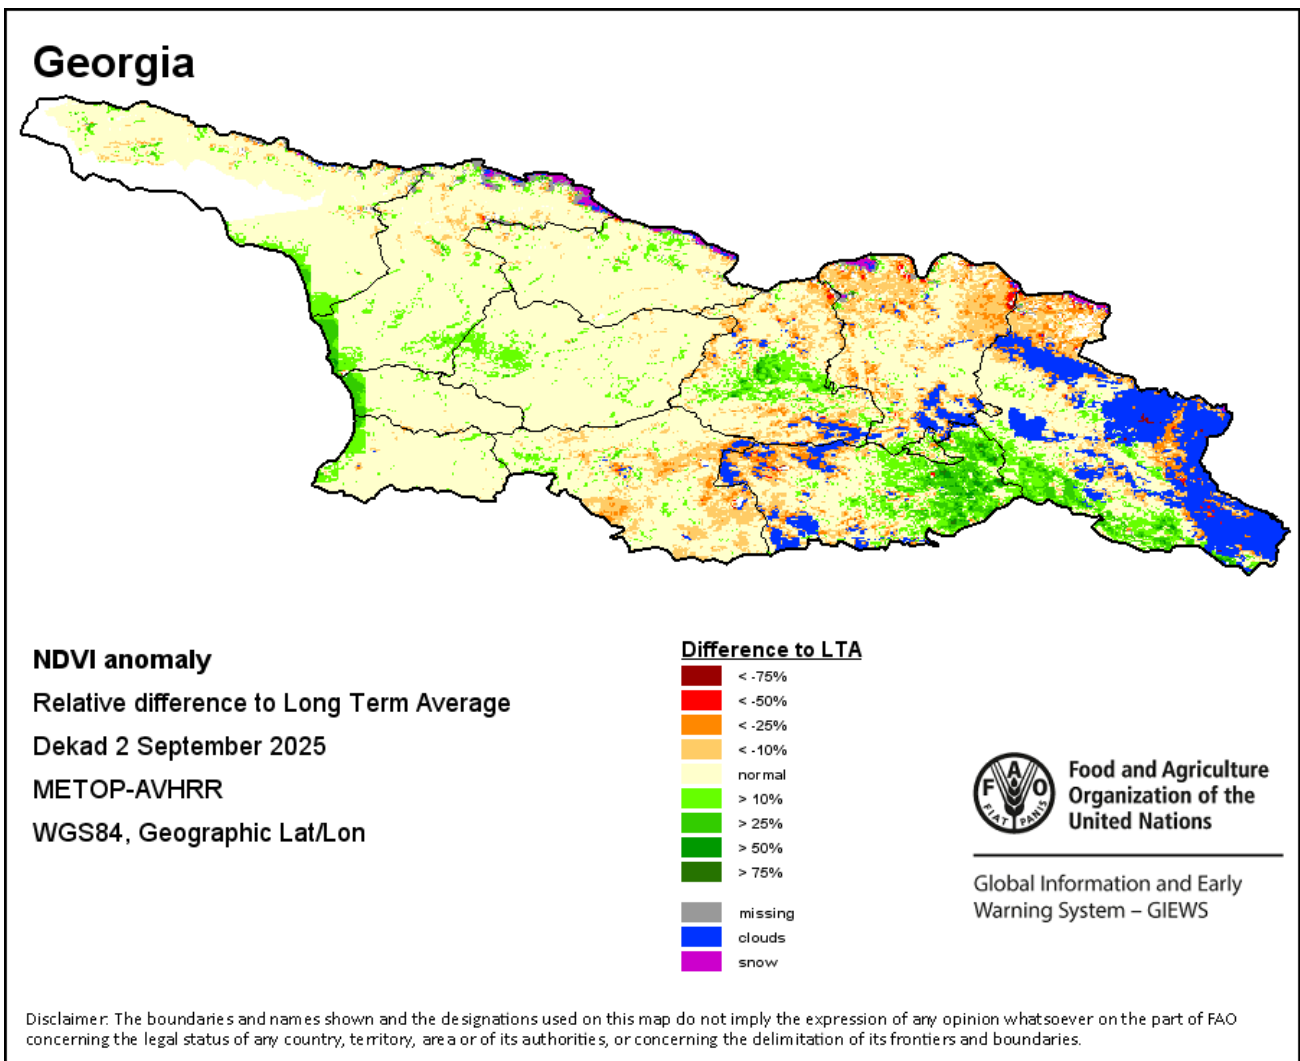 Georgia
NDVI anomaly
Relative difference to Long Term Average
Dekad 2 September 2025
METOP-AVHRR
WGS84, Geographic Lat/Lon
Difference to LTA
< -75%
< -50%
< -25%
< -10%
normal
> 10%
> 25%
> 50%
> 75%
missing
clouds
snow
F A O
FIAT PANIS
Food and Agriculture
Organization of the
United Nations
Global Information and Early
Warning System – GIEWS
Disclaimer: The boundaries and names shown and the designations used on this map do not imply the expression of any opinion whatsoever on the part of FAO
concerning the legal status of any country, territory, area or of its authorities, or concerning the delimitation of its frontiers and boundaries.